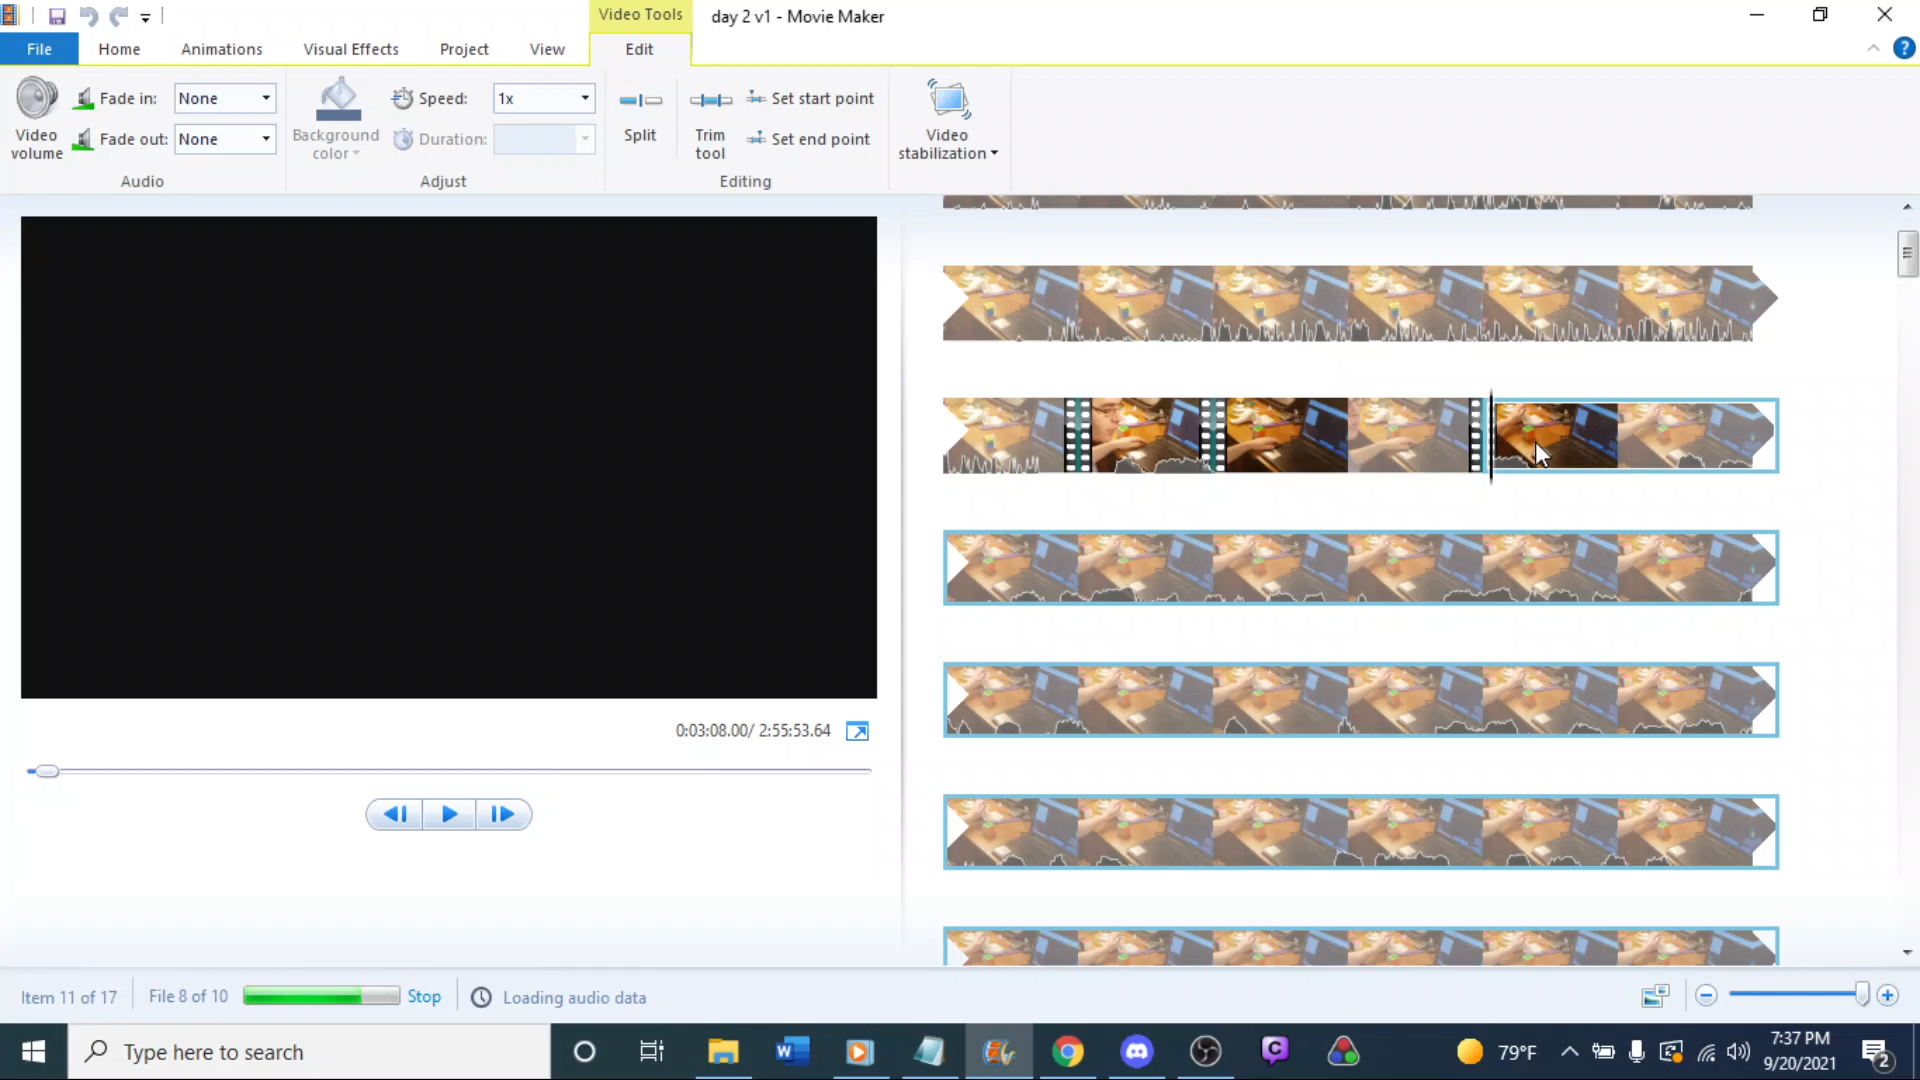 Video Tools
day 2 v1 - Movie Maker
File
Home
Animations
Visual Effects
Project
View
Edit
Video volume
Fade in:
None
Fade out:
None
Audio
Background color
Speed:
1x
Duration:
Adjust
Split
Trim tool
Set start point
Set end point
Editing
Video stabilization
0:03:08.00/ 2:55:53.64
Item 11 of 17
File 8 of 10
Stop
Loading audio data
Type here to search
79°F
7:37 PM
9/20/2021
2